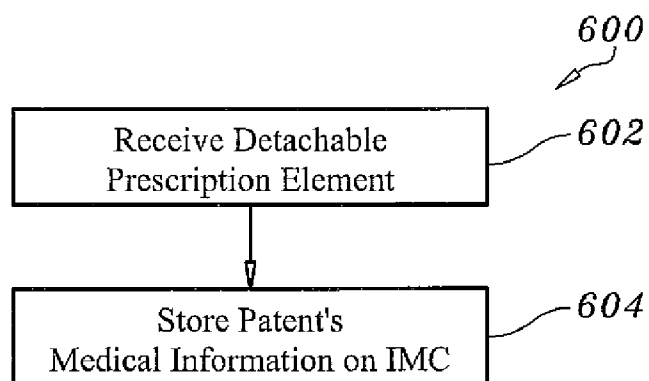 600
Receive Detachable
Prescription Element
602
Store Patent's
Medical Information on IMC
604